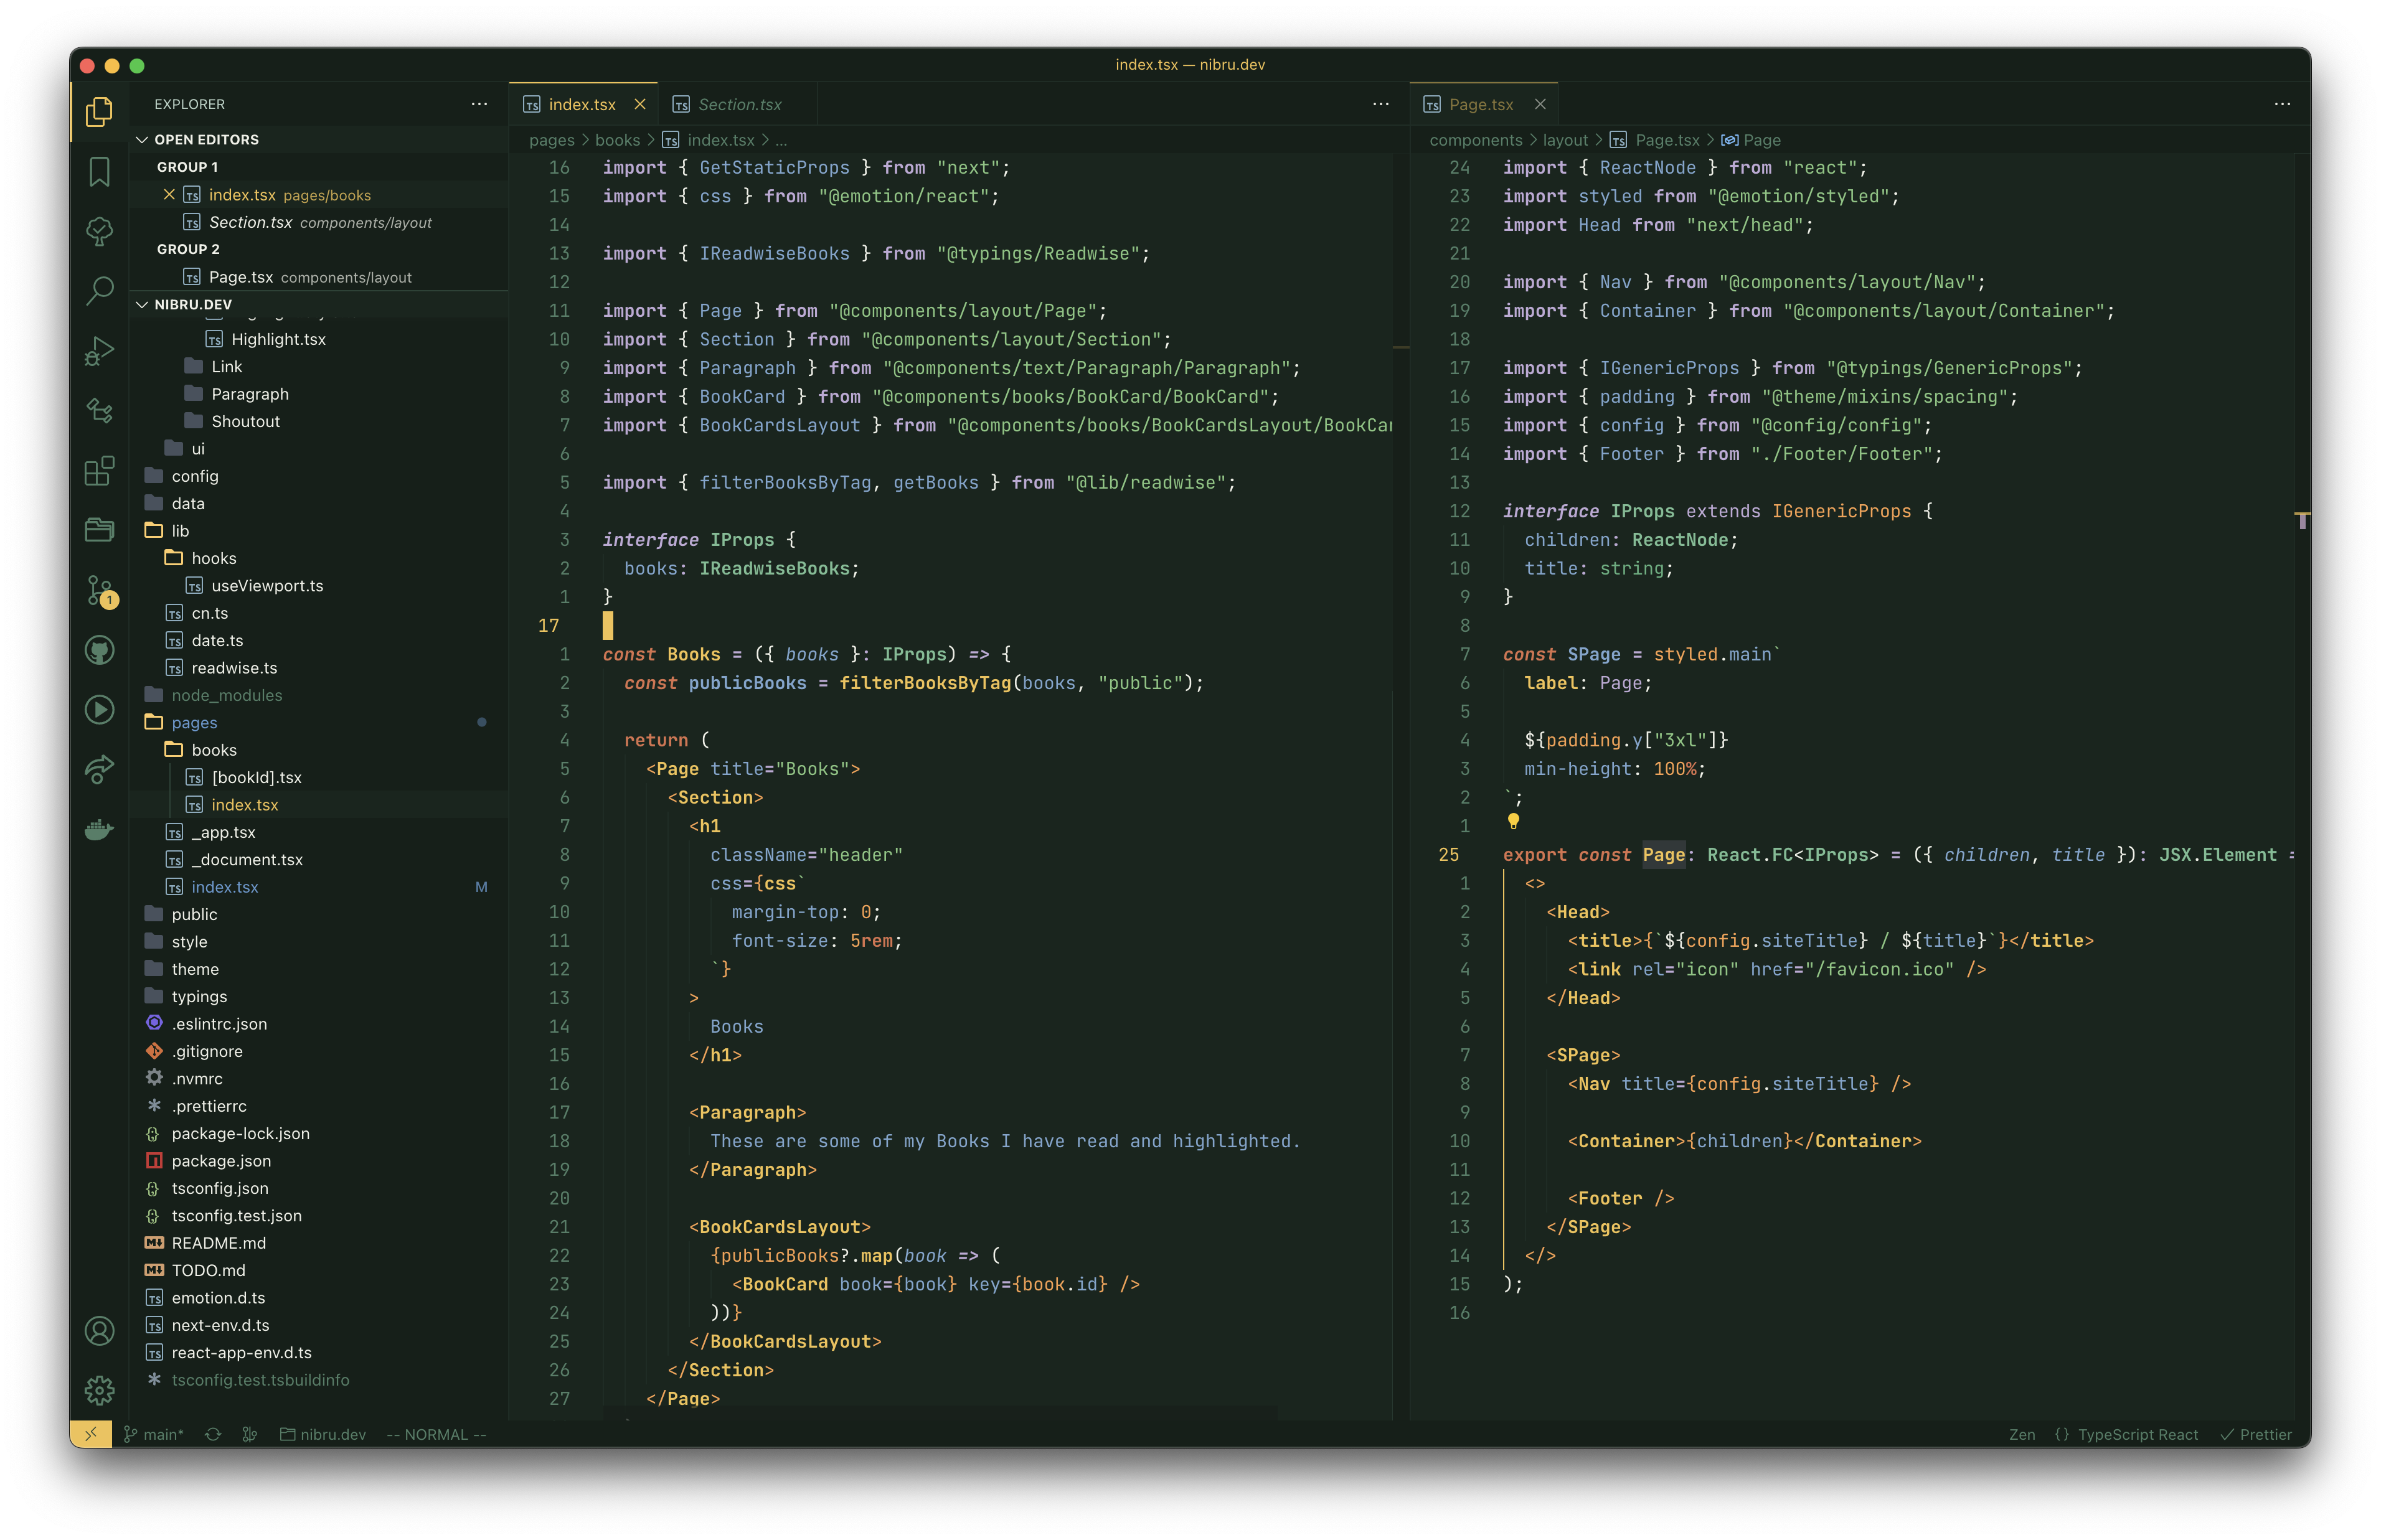 index.tsx — nibru.dev
EXPLORER
OPEN EDITORS
GROUP 1
index.tsx pages/books
Section.tsx components/layout
GROUP 2
Page.tsx components/layout
NIBRU.DEV
Highlight.tsx
Link
Paragraph
Shoutout
ui
config
data
lib
hooks
useViewport.ts
cn.ts
date.ts
readwise.ts
node_modules
pages
books
[bookId].tsx
index.tsx
_app.tsx
_document.tsx
index.tsx M
public
style
theme
typings
.eslintrc.json
.gitignore
.nvmrc
.prettierrc
package-lock.json
package.json
tsconfig.json
tsconfig.test.json
README.md
TODO.md
emotion.d.ts
next-env.d.ts
react-app-env.d.ts
tsconfig.test.tsbuildinfo
1
index.tsx Section.tsx
pages > books > index.tsx > ...
16 import { GetStaticProps } from "next";
15 import { css } from "@emotion/react";
14
13 import { IReadwiseBooks } from "@typings/Readwise";
12
11 import { Page } from "@components/layout/Page";
10 import { Section } from "@components/layout/Section";
9 import { Paragraph } from "@components/text/Paragraph/Paragraph";
8 import { BookCard } from "@components/books/BookCard/BookCard";
7 import { BookCardsLayout } from "@components/books/BookCardsLayout/BookCar
6
5 import { filterBooksByTag, getBooks } from "@lib/readwise";
4
3 interface IProps {
2 books: IReadwiseBooks;
1 }
17
1 const Books = ({ books }: IProps) => {
2 const publicBooks = filterBooksByTag(books, "public");
3
4 return (
5 <Page title="Books">
6 <Section>
7 <h1
8 className="header"
9 css={css`
10 margin-top: 0;
11 font-size: 5rem;
12 `}
13 >
14 Books
15 </h1>
16
17 <Paragraph>
18 These are some of my Books I have read and highlighted.
19 </Paragraph>
20
21 <BookCardsLayout>
22 {publicBooks?.map(book => (
23 <BookCard book={book} key={book.id} />
24 ))}
25 </BookCardsLayout>
26 </Section>
27 </Page>
Page.tsx
components > layout > Page.tsx > Page
24 import { ReactNode } from "react";
23 import styled from "@emotion/styled";
22 import Head from "next/head";
21
20 import { Nav } from "@components/layout/Nav";
19 import { Container } from "@components/layout/Container";
18
17 import { IGenericProps } from "@typings/GenericProps";
16 import { padding } from "@theme/mixins/spacing";
15 import { config } from "@config/config";
14 import { Footer } from "./Footer/Footer";
13
12 interface IProps extends IGenericProps {
11 children: ReactNode;
10 title: string;
9 }
8
7 const SPage = styled.main`
6 label: Page;
5
4 ${padding.y["3xl"]}
3 min-height: 100%;
2 `;
1
25 export const Page: React.FC<IProps> = ({ children, title }): JSX.Element =
1 <>
2 <Head>
3 <title>{`${config.siteTitle} / ${title}`}</title>
4 <link rel="icon" href="/favicon.ico" />
5 </Head>
6
7 <SPage>
8 <Nav title={config.siteTitle} />
9
10 <Container>{children}</Container>
11
12 <Footer />
13 </SPage>
14 </>
15 );
16
main* nibru.dev -- NORMAL --
Zen {} TypeScript React Prettier